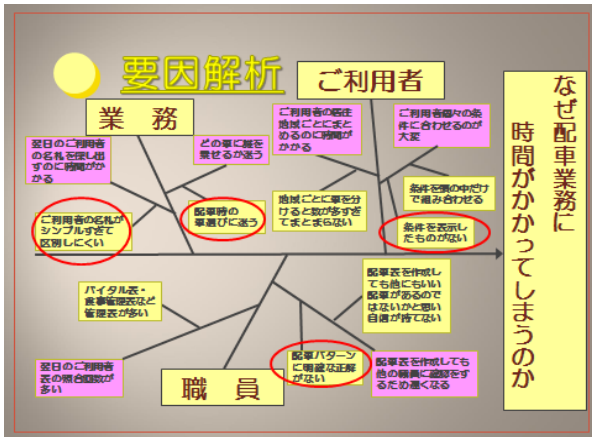 要因解析
ご利用者
業 務
翌日のご利用者
の名札を探し出
すのに時間がか
かる
どの車に誰を
乗せるか迷う
ご利用者の名札が
シンプルすぎて
区別しにくい
配車時の
車選びに迷う
ご利用者の居住
地域ごとにまと
めるのに時間が
かかる
ご利用者個々の条
件に合わせるのが
大変
地域ごとに車を分
けると数が多すぎ
てまとまらない
条件を頭の中だけ
で組み合わせる
条件を表示し
たものがない
なぜ配車業務に
時間がかかってしまうのか
バイタル表・
食事管理表など
管理表が多い
翌日のご利用者
表の照合回数が
多い
職 員
配車パターン
に明確な正解
がない
配車表を作成し
ても他にもいい
配車があるので
はないかと思い
自信が持てない
配車表を作成しても
他の職員に確認をす
るため遅くなる